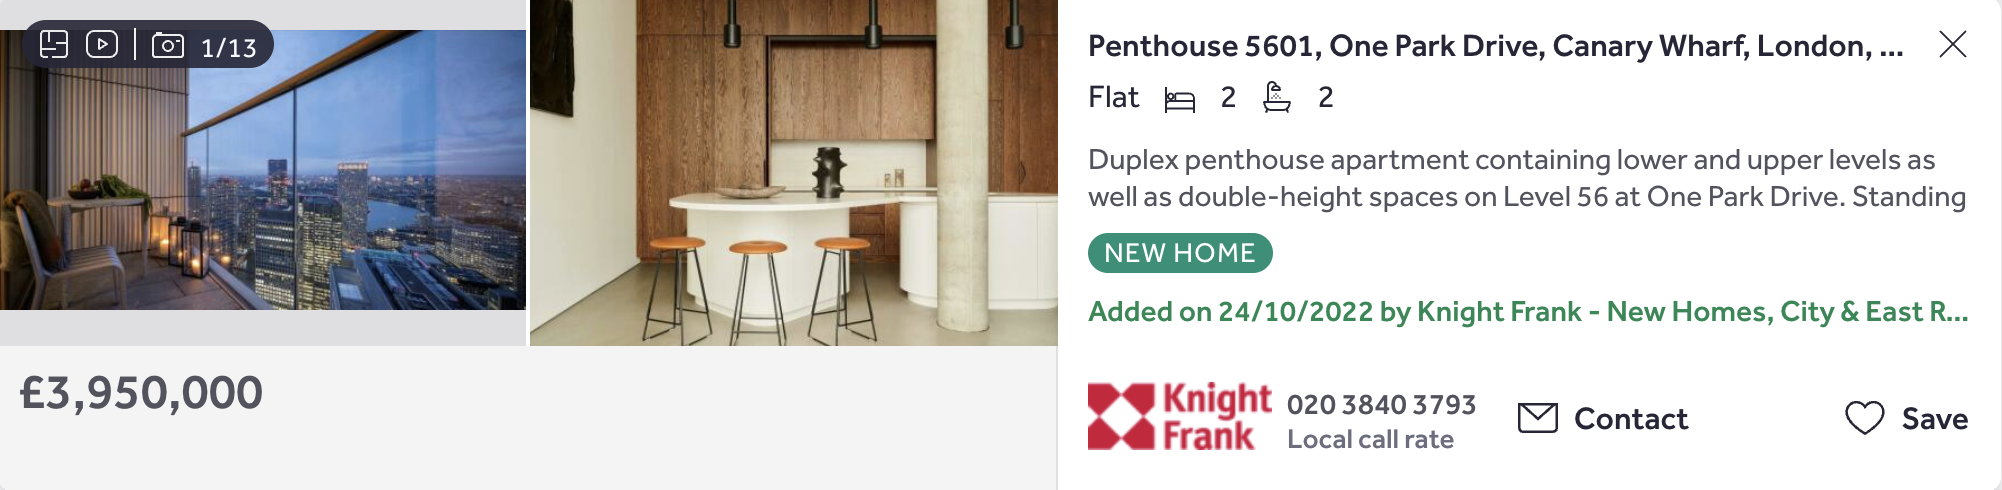 1/13
£3,950,000
Penthouse 5601, One Park Drive, Canary Wharf, London, ...
Flat 2 2
Duplex penthouse apartment containing lower and upper levels as
well as double-height spaces on Level 56 at One Park Drive. Standing
NEW HOME
Added on 24/10/2022 by Knight Frank - New Homes, City & East R...
Knight
Frank
020 3840 3793
Local call rate
Contact
Save